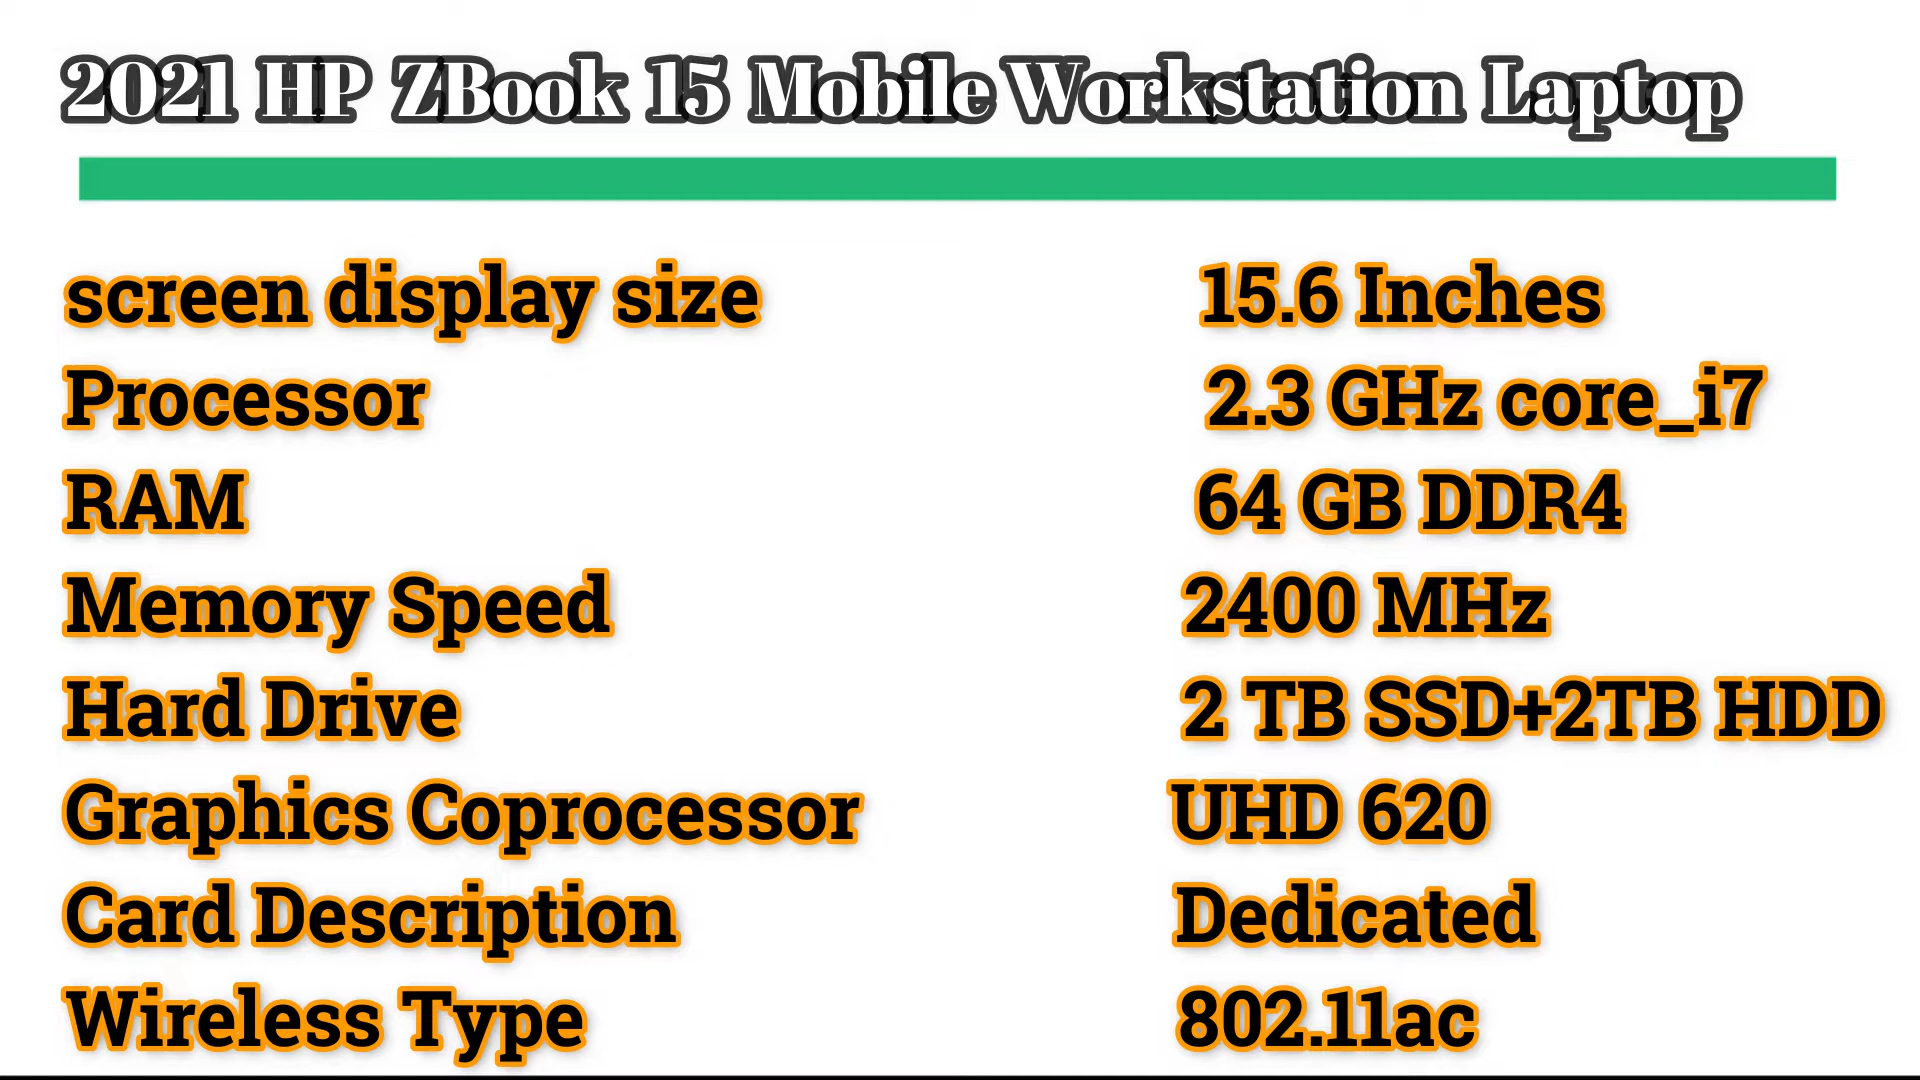 2021 HP ZBook 15 Mobile Workstation Laptop
screen display size 15.6 Inches
Processor 2.3 GHz core_i7
RAM 64 GB DDR4
Memory Speed 2400 MHz
Hard Drive 2 TB SSD+2TB HDD
Graphics Coprocessor UHD 620
Card Description Dedicated
Wireless Type 802.11ac